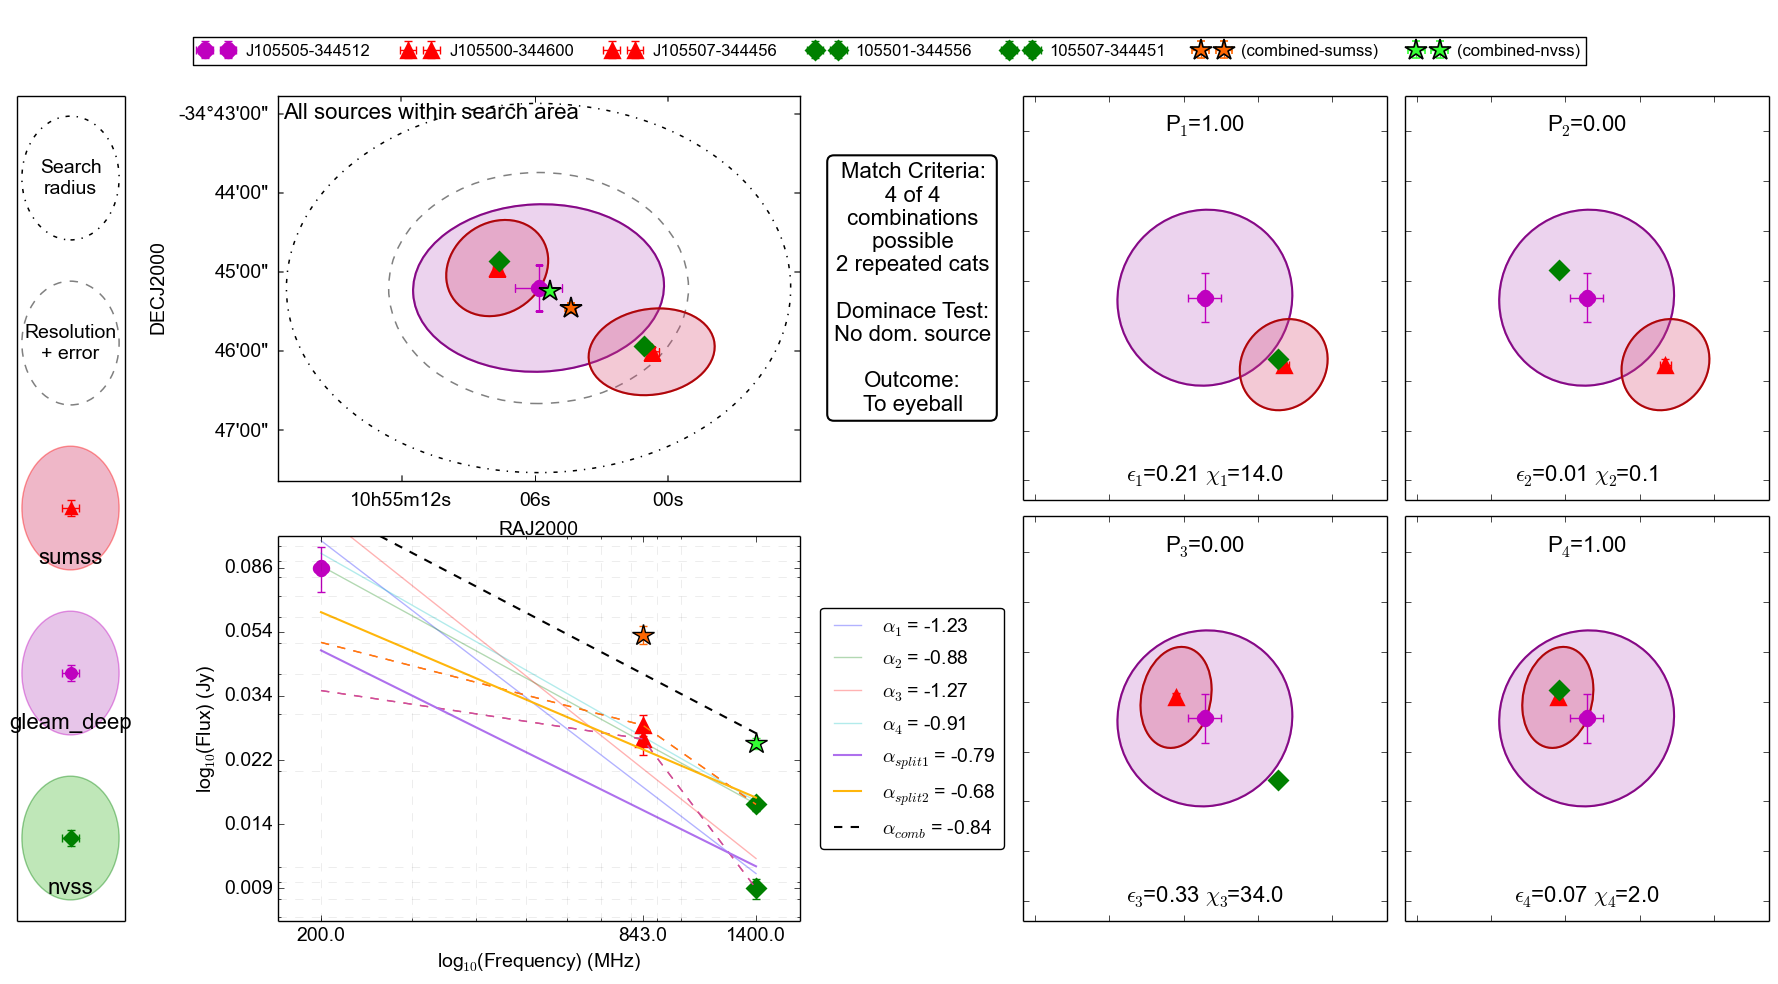 J105505-344512 J105500-344600 J105507-344456 105501-344556 105507-344451 (combined-sumss) (combined-nvss)
Search
radius
Resolution
+ error
sumss
gleam_deep
nvss
All sources within search area
-34°43'00"
44'00"
45'00"
46'00"
47'00"
DECJ2000
10h55m12s 06s 00s
RAJ2000
Match Criteria:
4 of 4
combinations
possible
2 repeated cats
Dominace Test:
No dom. source
Outcome:
To eyeball
P₁=1.00
ϵ₁=0.21 χ₁=14.0
P₂=0.00
ϵ₂=0.01 χ₂=0.1
0.086
0.054
0.034
0.022
0.014
0.009
log₁₀(Flux) (Jy)
200.0 843.0 1400.0
log₁₀(Frequency) (MHz)
α₁ = -1.23
α₂ = -0.88
α₃ = -1.27
α₄ = -0.91
α_split1 = -0.79
α_split2 = -0.68
α_comb = -0.84
P₃=0.00
ϵ₃=0.33 χ₃=34.0
P₄=1.00
ϵ₄=0.07 χ₄=2.0